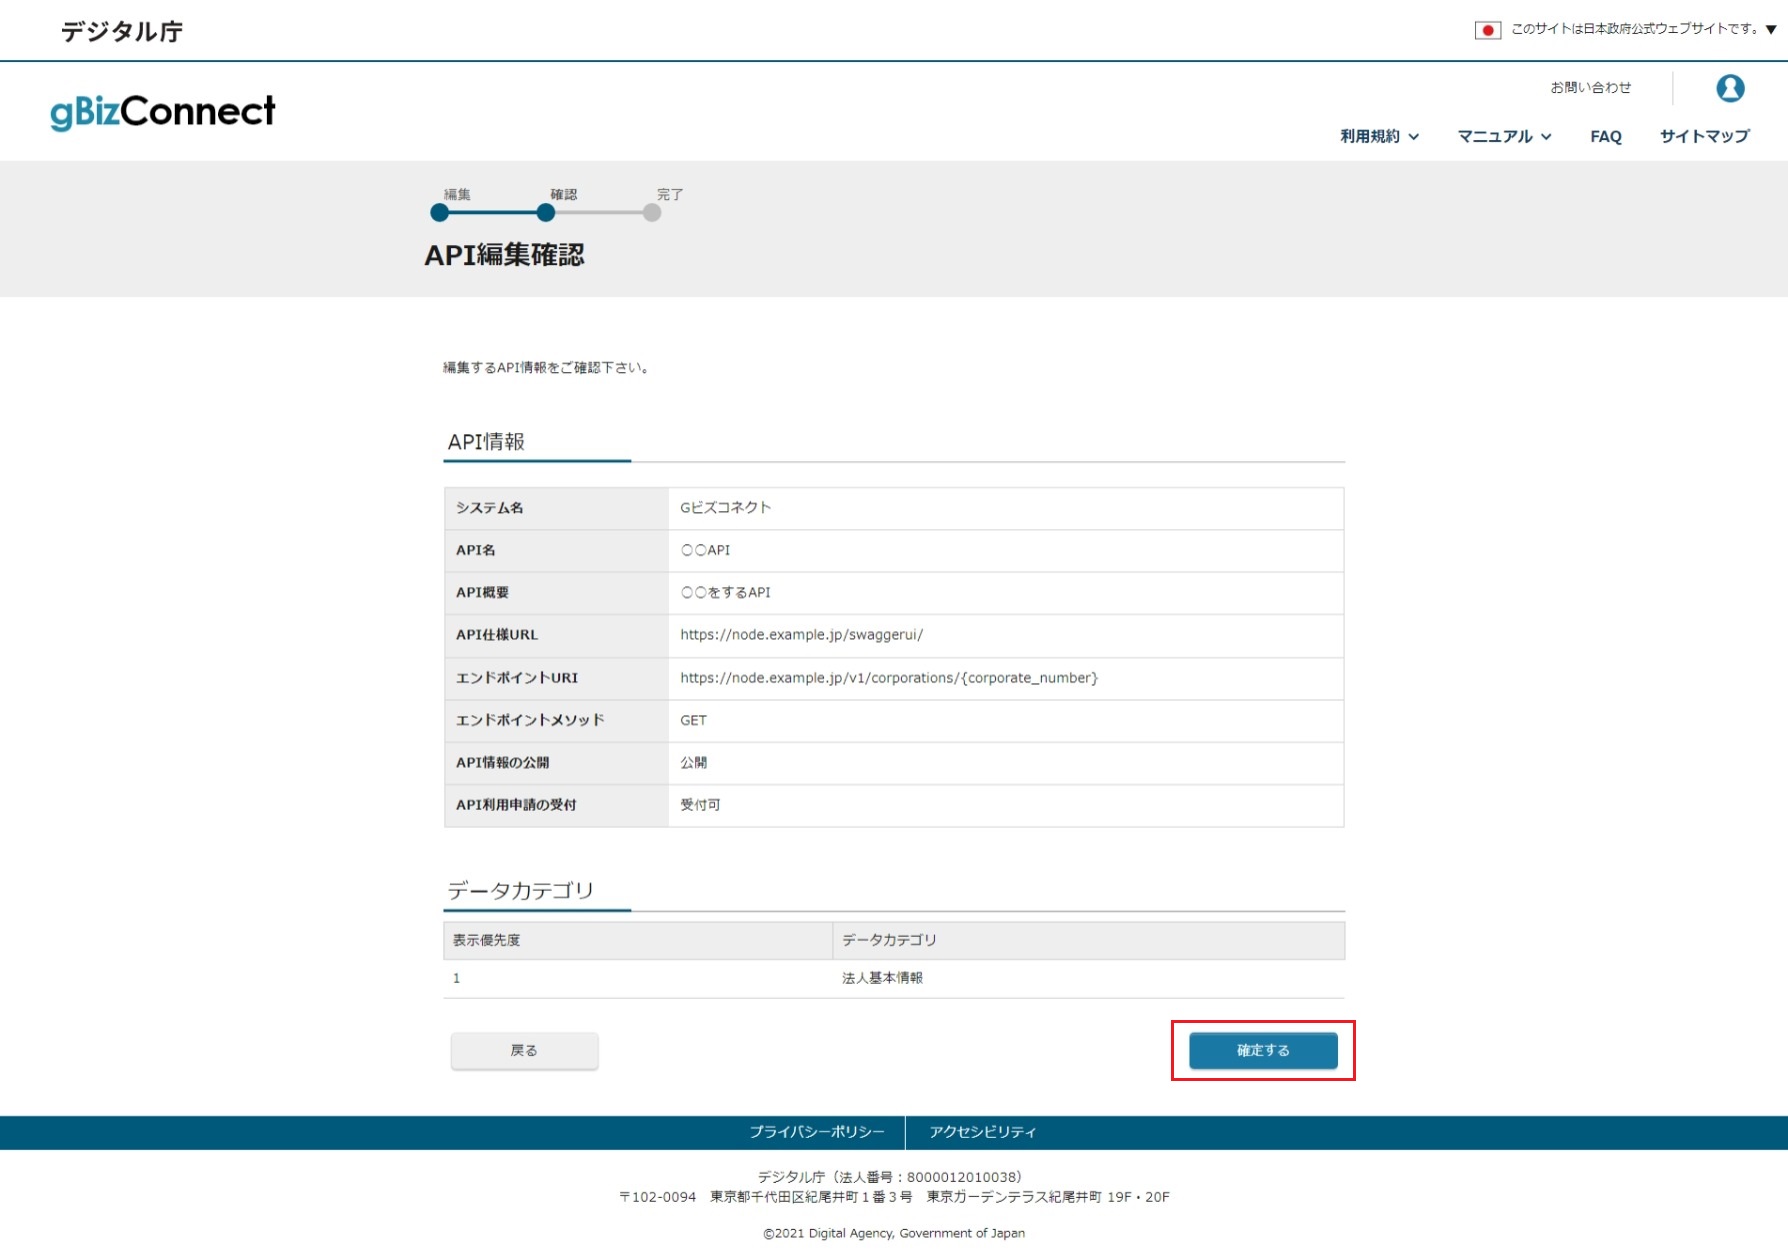 デジタル庁
このサイトは日本政府公式ウェブサイトです。▼
gBizConnect
お問い合わせ
利用規約 マニュアル FAQ サイトマップ
編集 確認 完了
API編集確認
編集するAPI情報をご確認下さい。
API情報
システム名 Gビズコネクト
API名 〇〇API
API概要 〇〇をするAPI
API仕様URL https://node.example.jp/swaggerui/
エンドポイントURI https://node.example.jp/v1/corporations/{corporate_number}
エンドポイントメソッド GET
API情報の公開 公開
API利用申請の受付 受付可
データカテゴリ
表示優先度 データカテゴリ
1 法人基本情報
戻る 確定する
プライバシーポリシー アクセシビリティ
デジタル庁（法人番号：8000012010038）
〒102-0094 東京都千代田区紀尾井町１番３号 東京ガーデンテラス紀尾井町 19F・20F
©2021 Digital Agency, Government of Japan